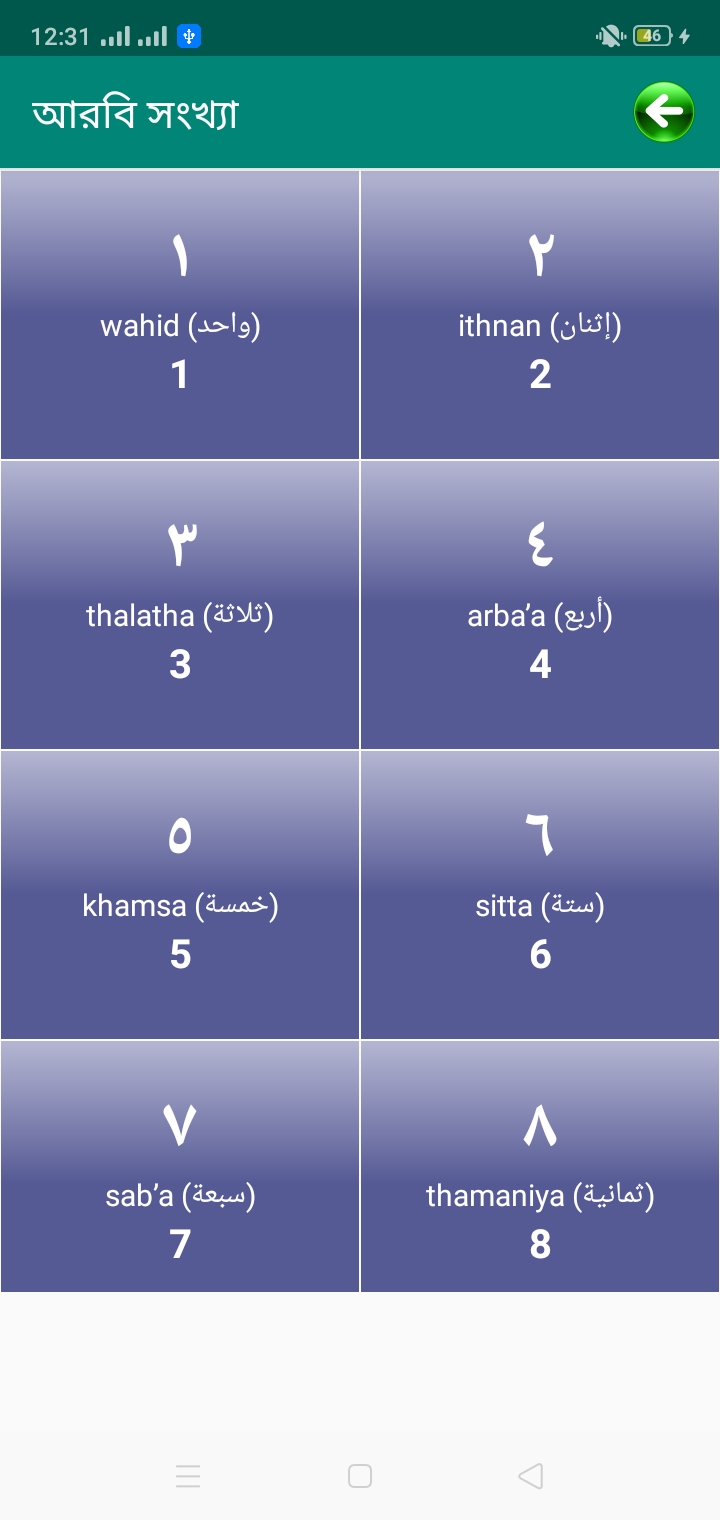 12:31
46
আরবি সংখ্যা
١
wahid (واحد)
1
٢
ithnan (إثنان)
2
٣
thalatha (ثلاثة)
3
٤
arba’a (أربع)
4
٥
khamsa (خمسة)
5
٦
sitta (ستة)
6
٧
sab’a (سبعة)
7
٨
thamaniya (ثمانية)
8